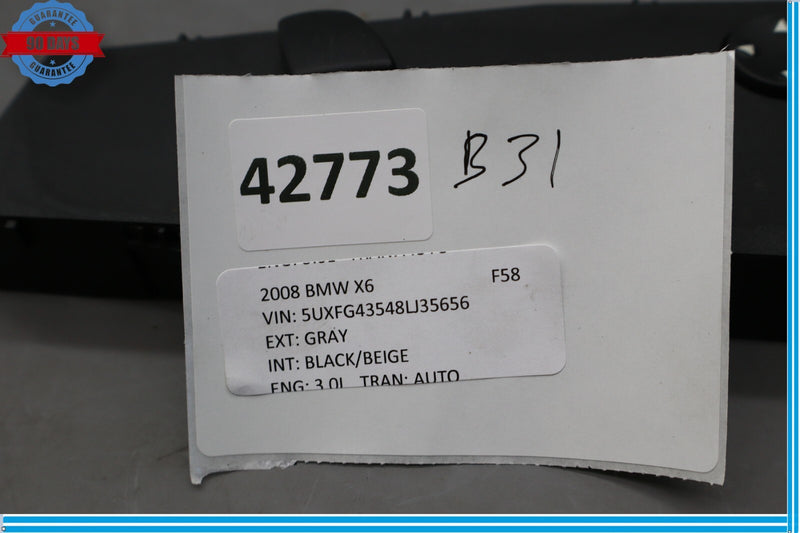 GUARANTEE
60 DAYS
GUARANTEE
42773
B31
2008 BMW X6 F58
VIN: 5UXFG43548LJ35656
EXT: GRAY
INT: BLACK/BEIGE
ENG: 3.0L TRAN: AUTO